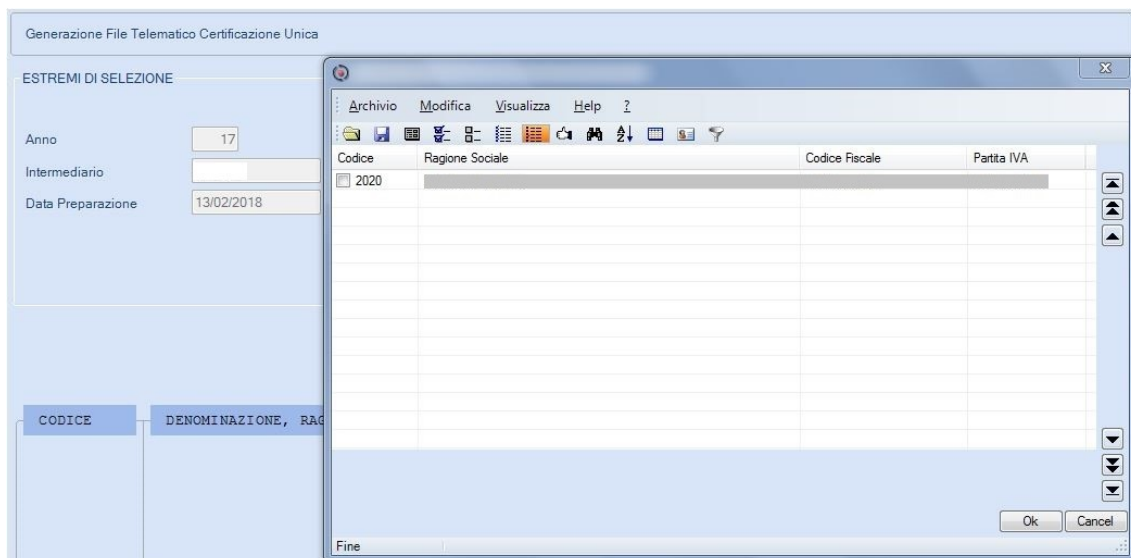 Generazione File Telematico Certificazione Unica
ESTREMI DI SELEZIONE
Anno 17
Intermediario
Data Preparazione 13/02/2018
CODICE DENOMINAZIONE, RAG
Archivio Modifica Visualizza Help ?
Codice Ragione Sociale Codice Fiscale Partita IVA
2020
Ok Cancel
Fine